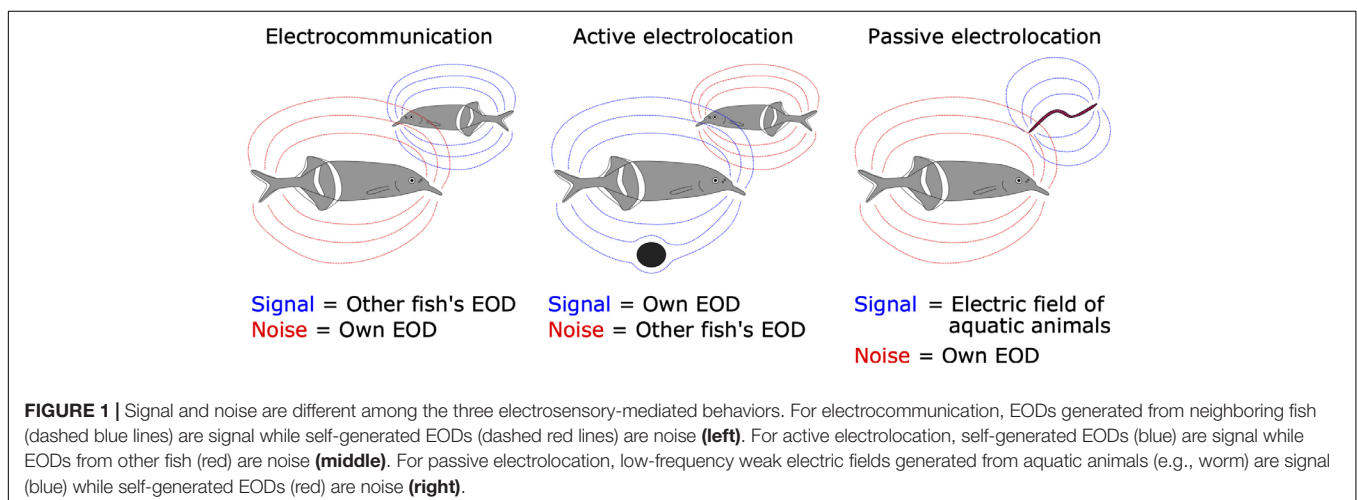 Electrocommunication
Signal = Other fish's EOD
Noise = Own EOD
Active electrolocation
Signal = Own EOD
Noise = Other fish's EOD
Passive electrolocation
Signal = Electric field of
aquatic animals
Noise = Own EOD
FIGURE 1 | Signal and noise are different among the three electrosensory-mediated behaviors. For electrocommunication, EODs generated from neighboring fish
(dashed blue lines) are signal while self-generated EODs (dashed red lines) are noise (left). For active electrolocation, self-generated EODs (blue) are signal while
EODs from other fish (red) are noise (middle). For passive electrolocation, low-frequency weak electric fields generated from aquatic animals (e.g., worm) are signal
(blue) while self-generated EODs (red) are noise (right).